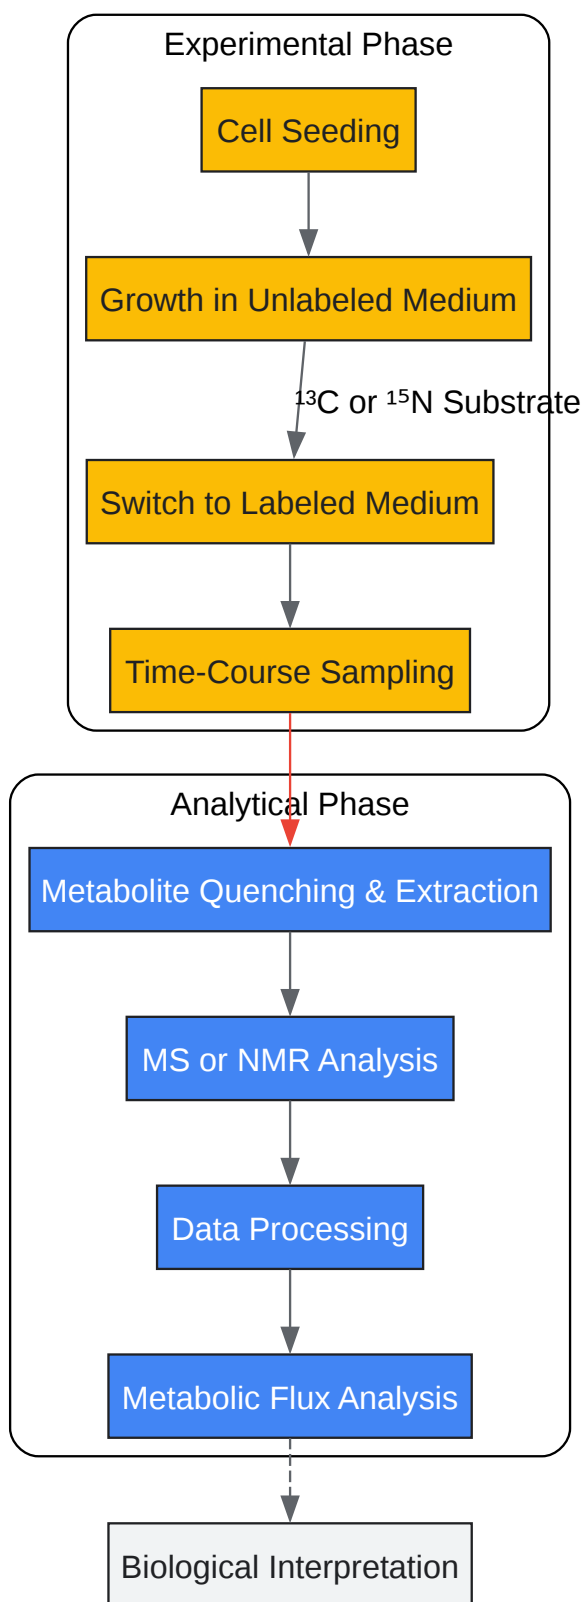 Experimental Phase
Cell Seeding
Growth in Unlabeled Medium
¹³C or ¹⁵N Substrate
Switch to Labeled Medium
Time-Course Sampling
Analytical Phase
Metabolite Quenching & Extraction
MS or NMR Analysis
Data Processing
Metabolic Flux Analysis
Biological Interpretation